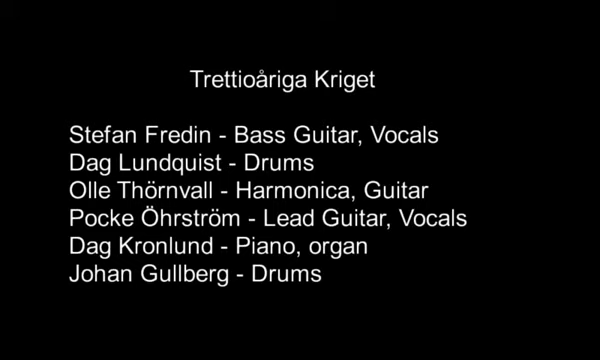 Trettioåriga Kriget
Stefan Fredin - Bass Guitar, Vocals
Dag Lundquist - Drums
Olle Thörnvall - Harmonica, Guitar
Pocke Öhrström - Lead Guitar, Vocals
Dag Kronlund - Piano, organ
Johan Gullberg - Drums